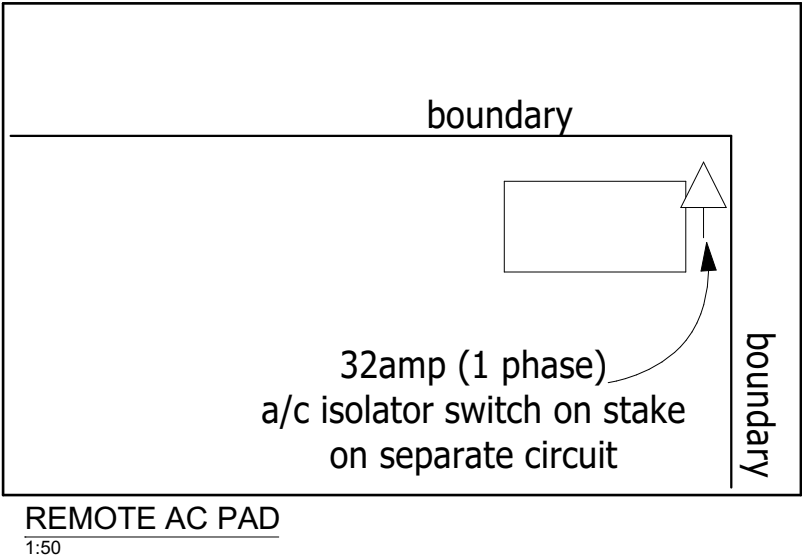 boundary
32amp (1 phase)
a/c isolator switch on stake
on separate circuit
boundary
REMOTE AC PAD
1:50